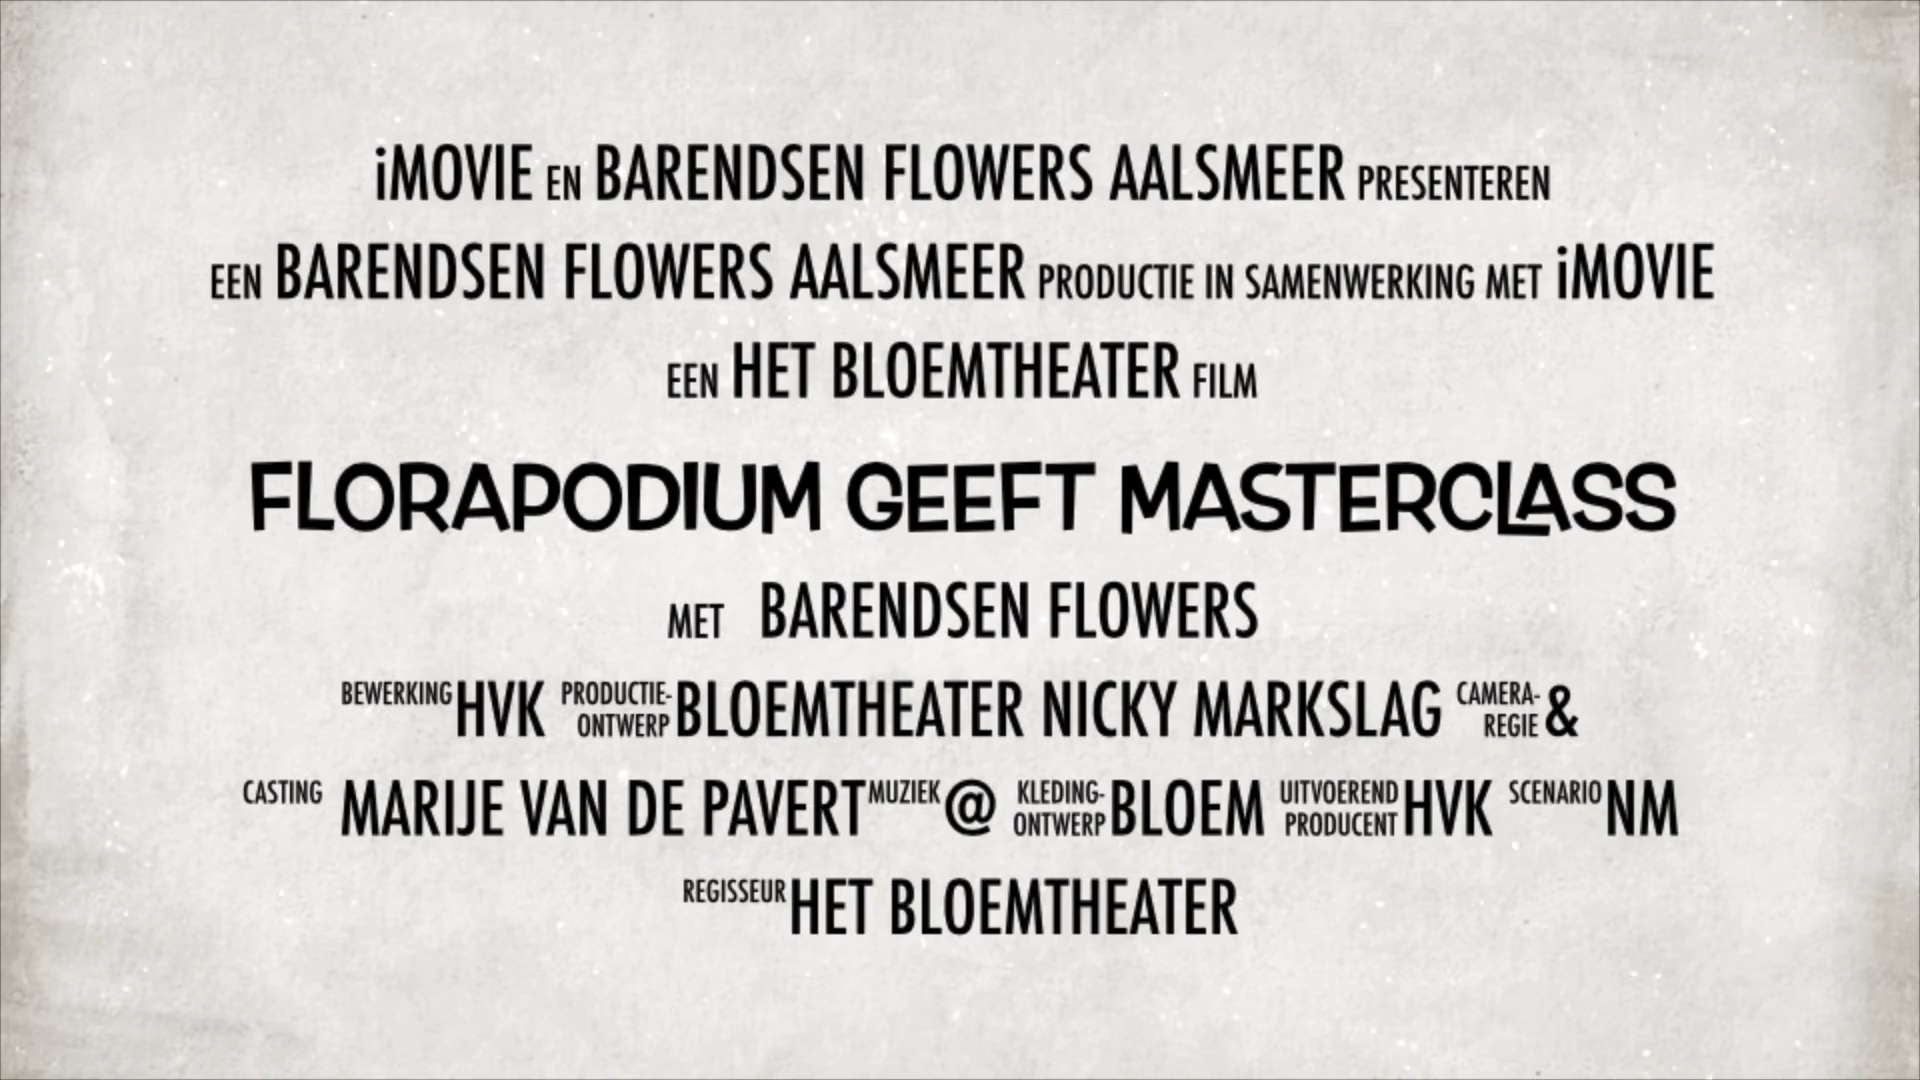 iMOVIE EN BARENDSEN FLOWERS AALSMEER PRESENTEREN
EEN BARENDSEN FLOWERS AALSMEER PRODUCTIE IN SAMENWERKING MET iMOVIE
EEN HET BLOEMTHEATER FILM
FLORAPODIUM GEEFT MASTERCLASS
MET BARENDSEN FLOWERS
BEWERKING HVK PRODUCTIE-ONTWERP BLOEMTHEATER NICKY MARKSLAG CAMERA-REGIE &
CASTING MARIJE VAN DE PAVERT MUZIEK @ KLEDING-ONTWERP BLOEM UITVOEREND PRODUCENT HVK SCENARIO NM
REGISSEUR HET BLOEMTHEATER